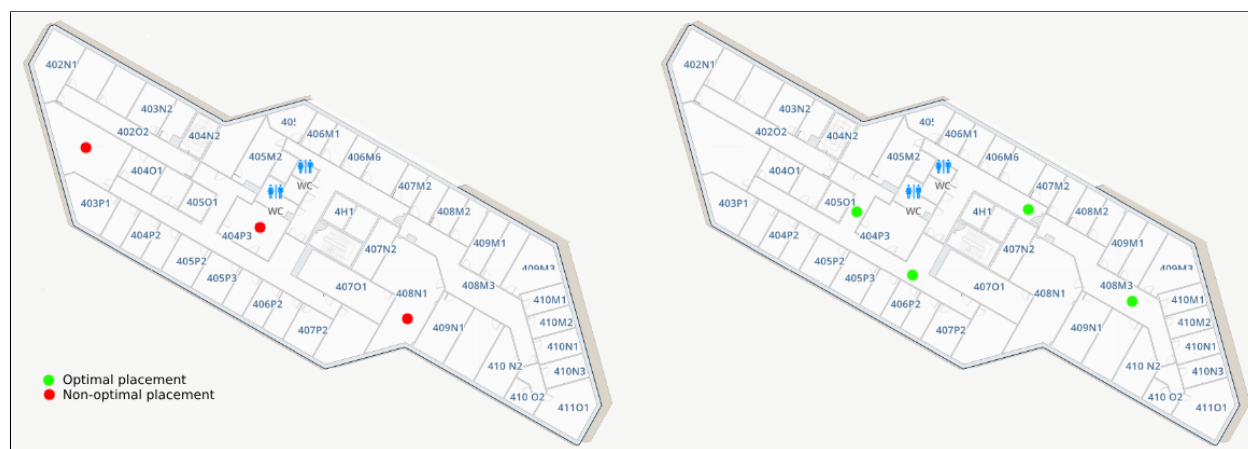 402N1
403N2
402O2
404N2
405
406M1
405M2
406M6
WC
404O1
407M2
WC
405O1
403P1
4H1
408M2
404P2
404P3
407N2
409M1
405P2
409M3
405P3
407O1
408M3
406P2
408N1
410M1
407P2
409N1
410M2
410N1
410 N2
410N3
410 O2
411O1
Optimal placement
Non-optimal placement
402N1
403N2
402O2
404N2
405
406M1
405M2
406M6
WC
404O1
407M2
WC
405O1
403P1
4H1
408M2
404P2
404P3
407N2
409M1
405P2
409M3
405P3
407O1
408M3
406P2
408N1
410M1
407P2
409N1
410M2
410N1
410 N2
410N3
410 O2
411O1